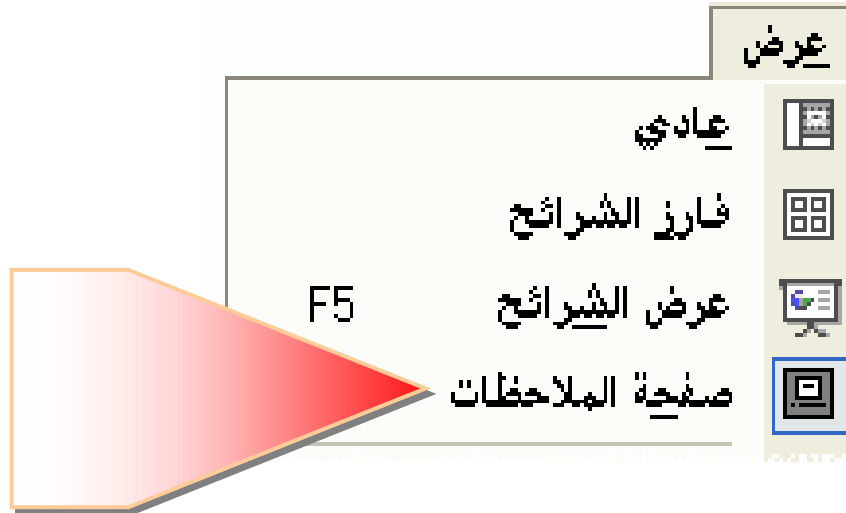 عرض
عادي
فارز الشرائح
عرض الشرائح F5
صفحة الملاحظات